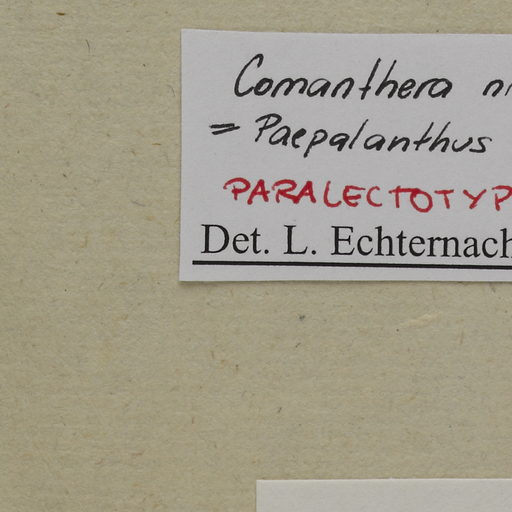 Comanthera
= Paepalanthus
PARALECTOTYP
Det. L. Echternach